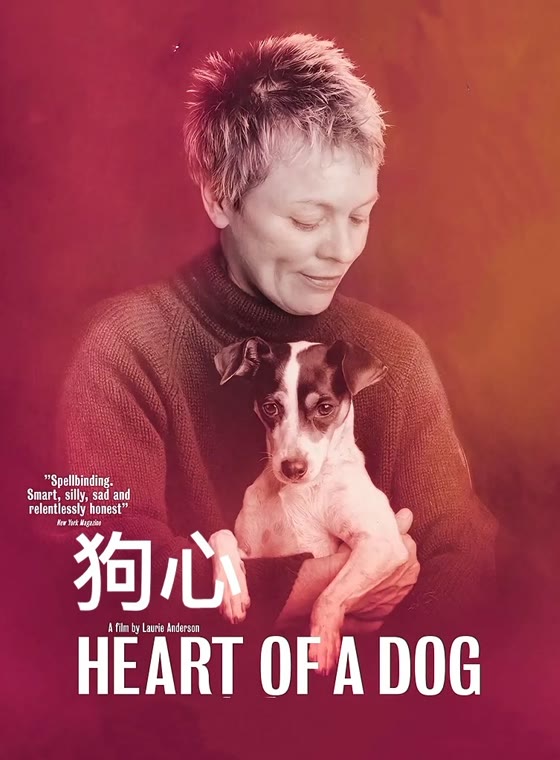 ”Spellbinding.
Smart, silly, sad and
relentlessly honest”
New York Magazine
狗心
A film by Laurie Anderson
HEART OF A DOG